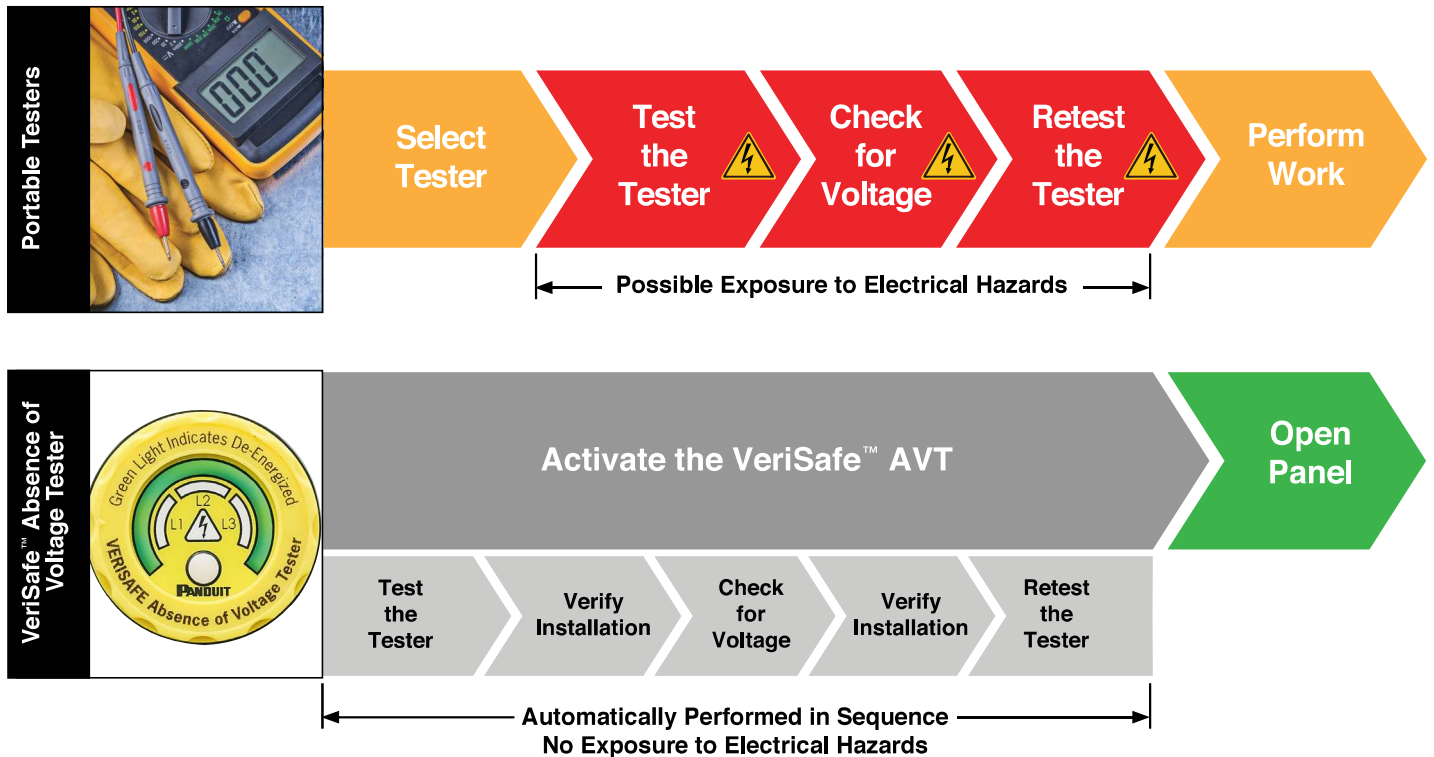 Portable Testers
000
Select
Tester
Test
the
Tester
Check
for
Voltage
Retest
the
Tester
Perform
Work
Possible Exposure to Electrical Hazards
VeriSafe™ Absence of
Voltage Tester
Green Light Indicates De-Energized
L1
L2
L3
PANDUIT
VERISAFE Absence of Voltage Tester
Activate the VeriSafe™ AVT
Open
Panel
Test
the
Tester
Verify
Installation
Check
for
Voltage
Verify
Installation
Retest
the
Tester
Automatically Performed in Sequence
No Exposure to Electrical Hazards